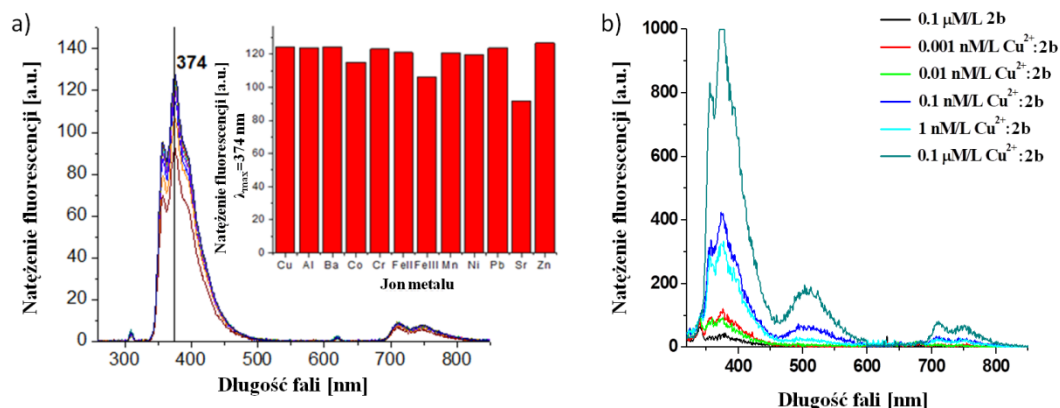 a)
374
Natężenie fluorescencji [a.u.]
140
120
100
80
60
40
20
0
300 400 500 600 700 800
Długość fali [nm]
Natężenie fluorescencji [a.u.]
λmax=374 nm
120
100
80
60
40
20
0
Cu Al Ba Co Cr FeII FeIII Mn Ni Pb Sr Zn
Jon metalu
b)
Natężenie fluorescencji [a.u.]
1000
800
600
400
200
0
400 500 600 700 800
Długość fali [nm]
0.1 μM/L 2b
0.001 nM/L Cu²⁺:2b
0.01 nM/L Cu²⁺:2b
0.1 nM/L Cu²⁺:2b
1 nM/L Cu²⁺:2b
0.1 μM/L Cu²⁺:2b